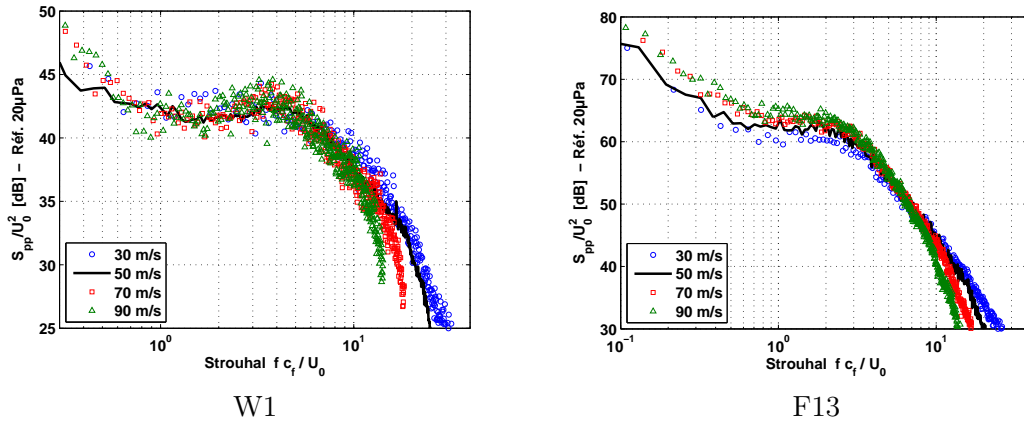 50
45
40
35
30
25
S_pp/U_0^2 [dB] – Réf. 20µPa
30 m/s
50 m/s
70 m/s
90 m/s
10^0
10^1
Strouhal f c_f / U_0
W1
80
70
60
50
40
30
S_pp/U_0^2 [dB] – Réf. 20µPa
30 m/s
50 m/s
70 m/s
90 m/s
10^-1
10^0
10^1
Strouhal f c_f / U_0
F13